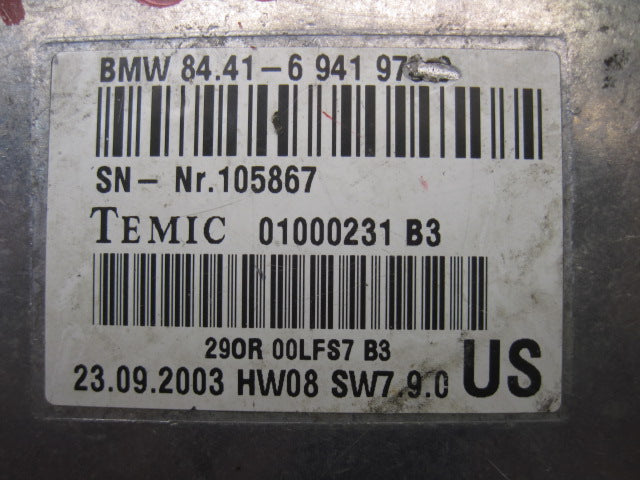 BMW 84.41-6 941
SN- Nr.105867
TEMIC 01000231 B3
290R 00LFS7 B3
23.09.2003 HW08 SW7.9.0 US